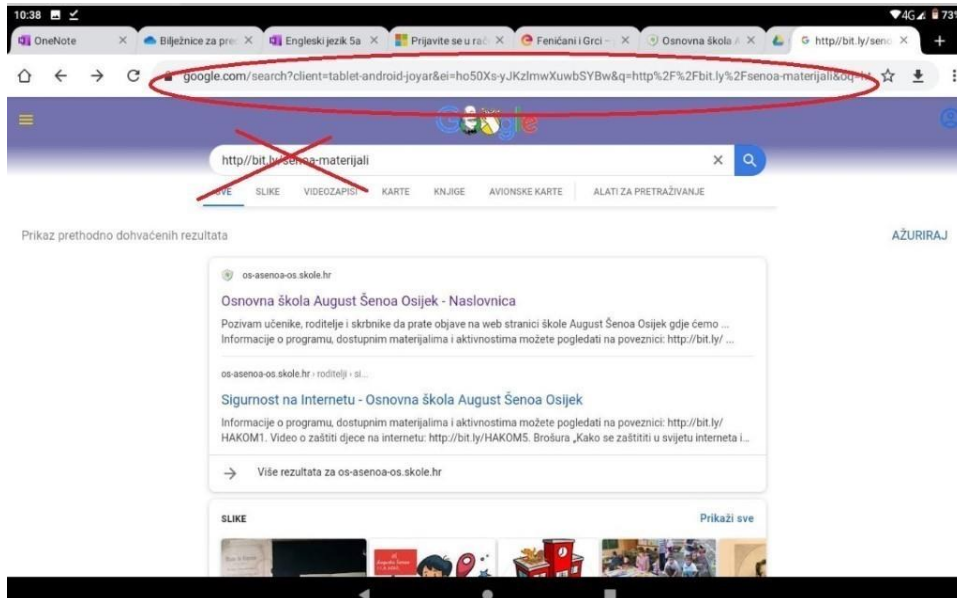 10:38 4G 73%
OneNote Bilježnice za pre Engleski jezik 5a Prijavite se u rač Feničani i Grci – Osnovna škola http//bit.ly/seno
google.com/search?client=tablet-android-joyar&ei=ho50Xs-yJKzlmwXuwbSYBw&q=http%2F%2Fbit.ly%2Fsenoa-materijali&oq=
Google
http//bit.ly/senoa-materijali
SVE SLIKE VIDEOZAPISI KARTE KNJIGE AVIONSKE KARTE ALATI ZA PRETRAŽIVANJE
Prikaz prethodno dohvaćenih rezultata AŽURIRAJ
os-asenoa-os.skole.hr
Osnovna škola August Šenoa Osijek - Naslovnica
Pozivam učenike, roditelje i skrbnike da prate objave na web stranici škole August Šenoa Osijek gdje ćemo ...
Informacije o programu, dostupnim materijalima i aktivnostima možete pogledati na poveznici: http://bit.ly/ ...
os-asenoa-os.skole.hr › roditelji › si...
Sigurnost na Internetu - Osnovna škola August Šenoa Osijek
Informacije o programu, dostupnim materijalima i aktivnostima možete pogledati na poveznici: http://bit.ly/
HAKOM1. Video o zaštiti djece na internetu: http://bit.ly/HAKOM5. Brošura „Kako se zaštititi u svijetu interneta i...
Više rezultata za os-asenoa-os.skole.hr
SLIKE Prikaži sve